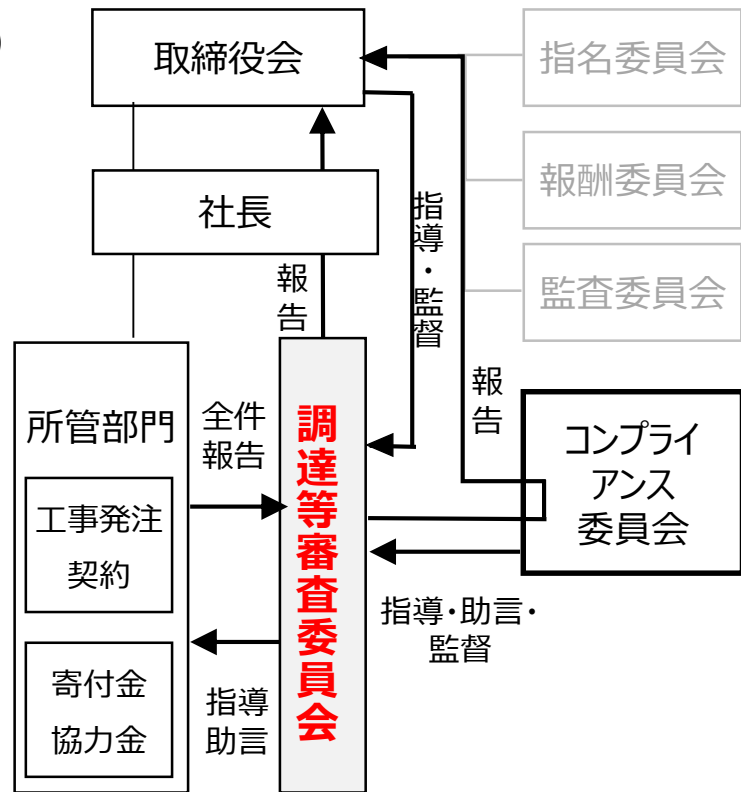 取締役会
指名委員会
報酬委員会
監査委員会
社長
指導・監督
報告
報告
所管部門
工事発注
契約
寄付金
協力金
全件
報告
調達等審査委員会
指導
助言
コンプライ
アンス
委員会
指導・助言・
監督